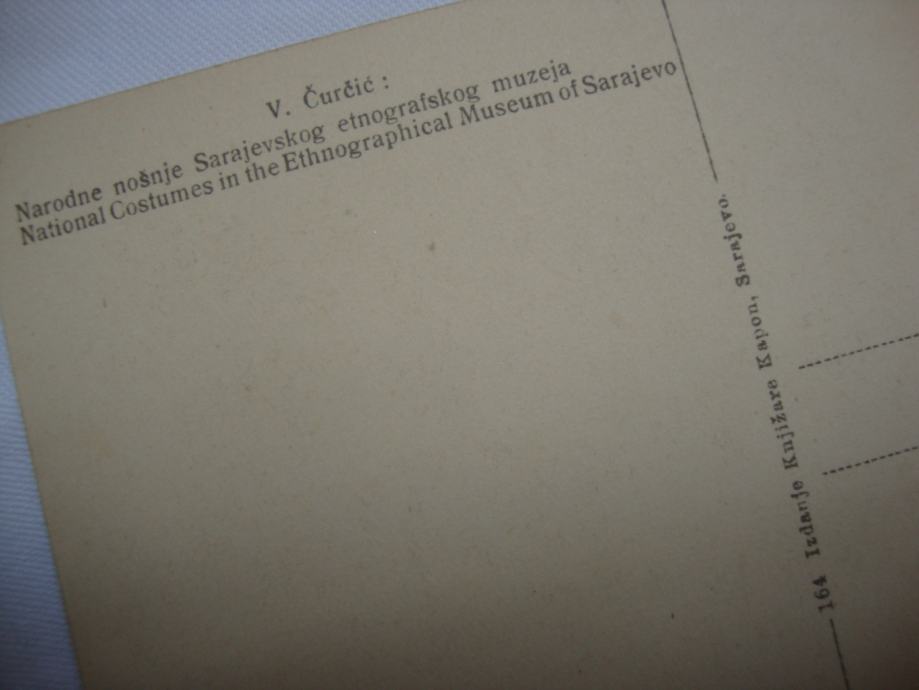 V. Čurčić :
Narodne nošnje Sarajevskog etnografskog muzeja
National Costumes in the Ethnographical Museum of Sarajevo
164 Izdanje Knjižare Kapon, Sarajevo.